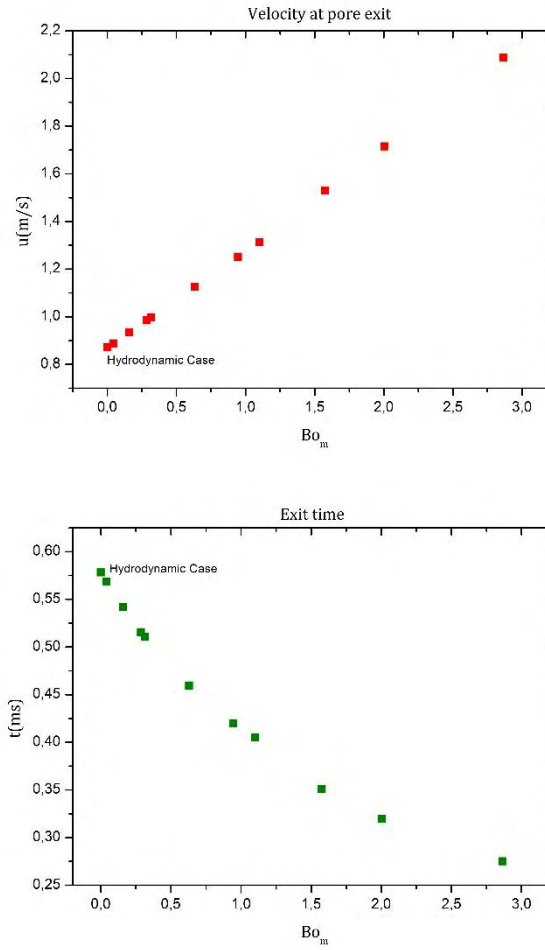 Velocity at pore exit
2,2
2,0
1,8
1,6
1,4
1,2
1,0
0,8
u(m/s)
Hydrodynamic Case
0,0 0,5 1,0 1,5 2,0 2,5 3,0
Bom
Exit time
0,60
0,55
0,50
0,45
0,40
0,35
0,30
0,25
t(ms)
Hydrodynamic Case
0,0 0,5 1,0 1,5 2,0 2,5 3,0
Bom